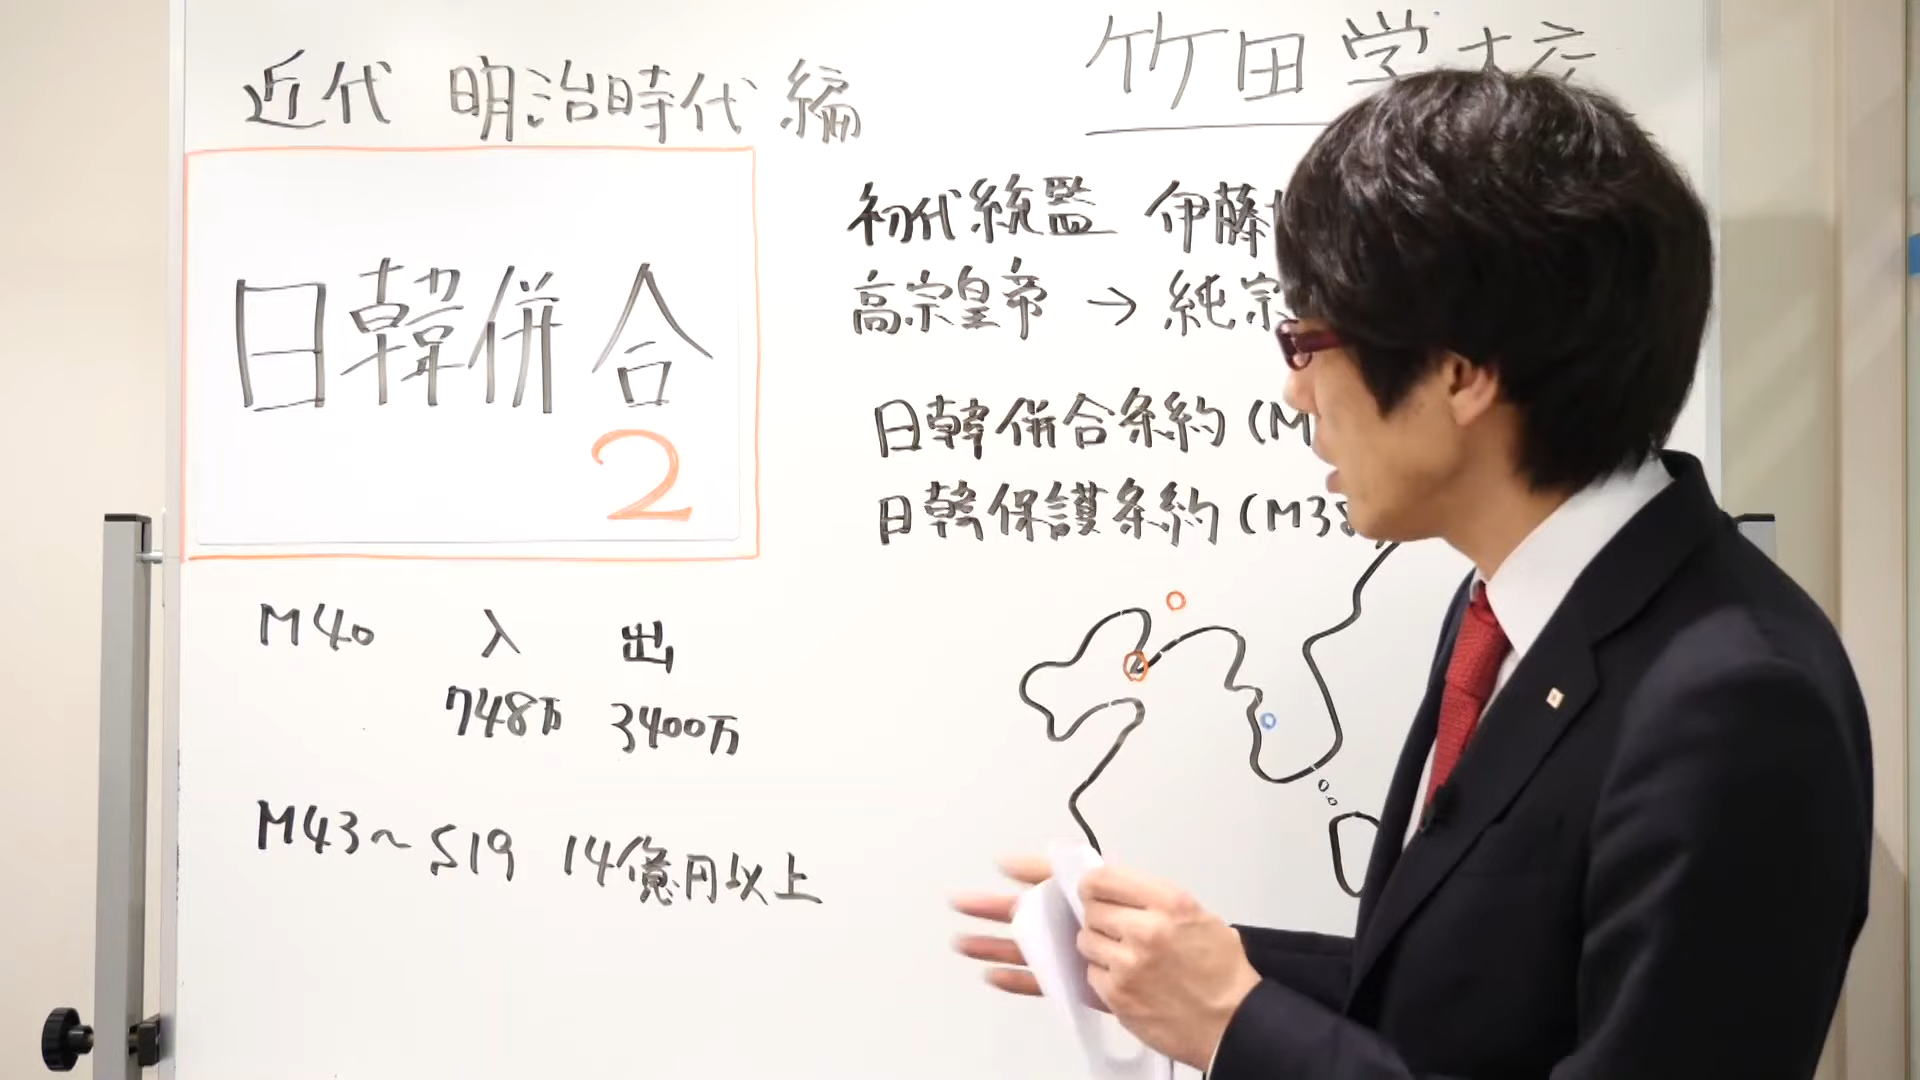 近代 明治時代 編
竹田学校
日韓併合
2
初代統監 伊藤
高宗皇帝 → 純宗
日韓併合条約(M
日韓保護条約(M38
M40 入 出
748万 3400万
M43~S19 14億円以上